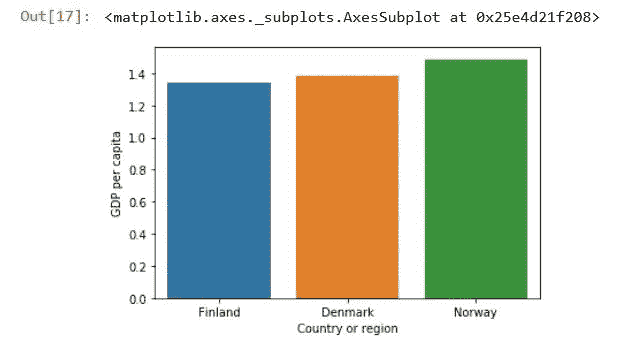 Out[17]: <matplotlib.axes._subplots.AxesSubplot at 0x25e4d21f208>
1.4
1.2
1.0
0.8
0.6
0.4
0.2
0.0
GDP per capita
Finland Denmark Norway
Country or region